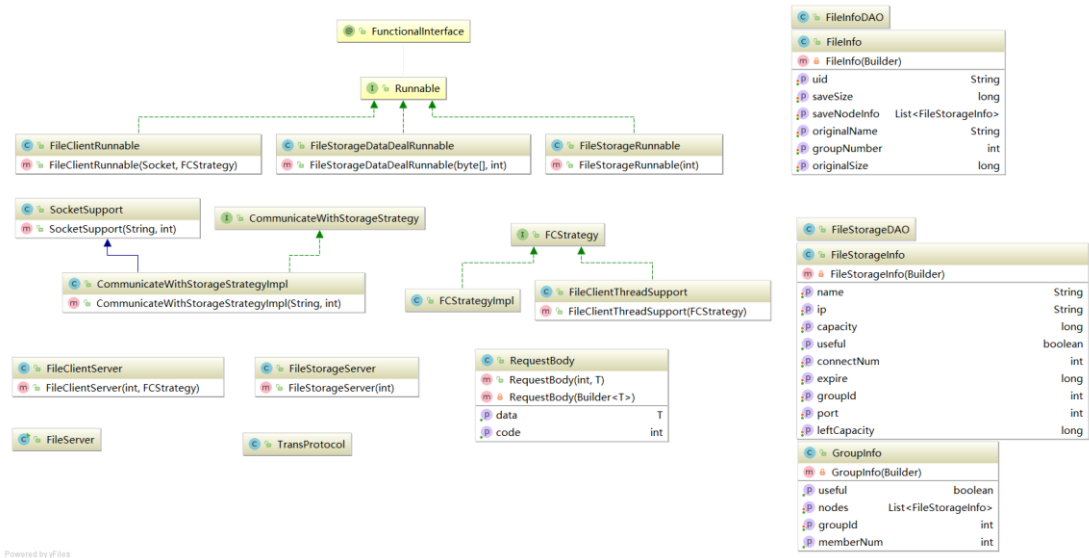 FunctionalInterface
Runnable
FileClientRunnable
FileClientRunnable(Socket, FCStrategy)
FileStorageDataDealRunnable
FileStorageDataDealRunnable(byte[], int)
FileStorageRunnable
FileStorageRunnable(int)
SocketSupport
SocketSupport(String, int)
CommunicateWithStorageStrategy
CommunicateWithStorageStrategyImpl
CommunicateWithStorageStrategyImpl(String, int)
FCStrategy
FCStrategyImpl
FileClientThreadSupport
FileClientThreadSupport(FCStrategy)
FileClientServer
FileClientServer(int, FCStrategy)
FileStorageServer
FileStorageServer(int)
RequestBody
RequestBody(int, T)
RequestBody(Builder<T>)
data T
code int
FileServer
TransProtocol
FileInfoDAO
FileInfo
FileInfo(Builder)
uid String
saveSize long
saveNodeInfo List<FileStorageInfo>
originalName String
groupNumber int
originalSize long
FileStorageDAO
FileStorageInfo
FileStorageInfo(Builder)
name String
ip String
capacity long
useful boolean
connectNum int
expire long
groupId int
port int
leftCapacity long
GroupInfo
GroupInfo(Builder)
useful boolean
nodes List<FileStorageInfo>
groupId int
memberNum int
Powered by yFiles